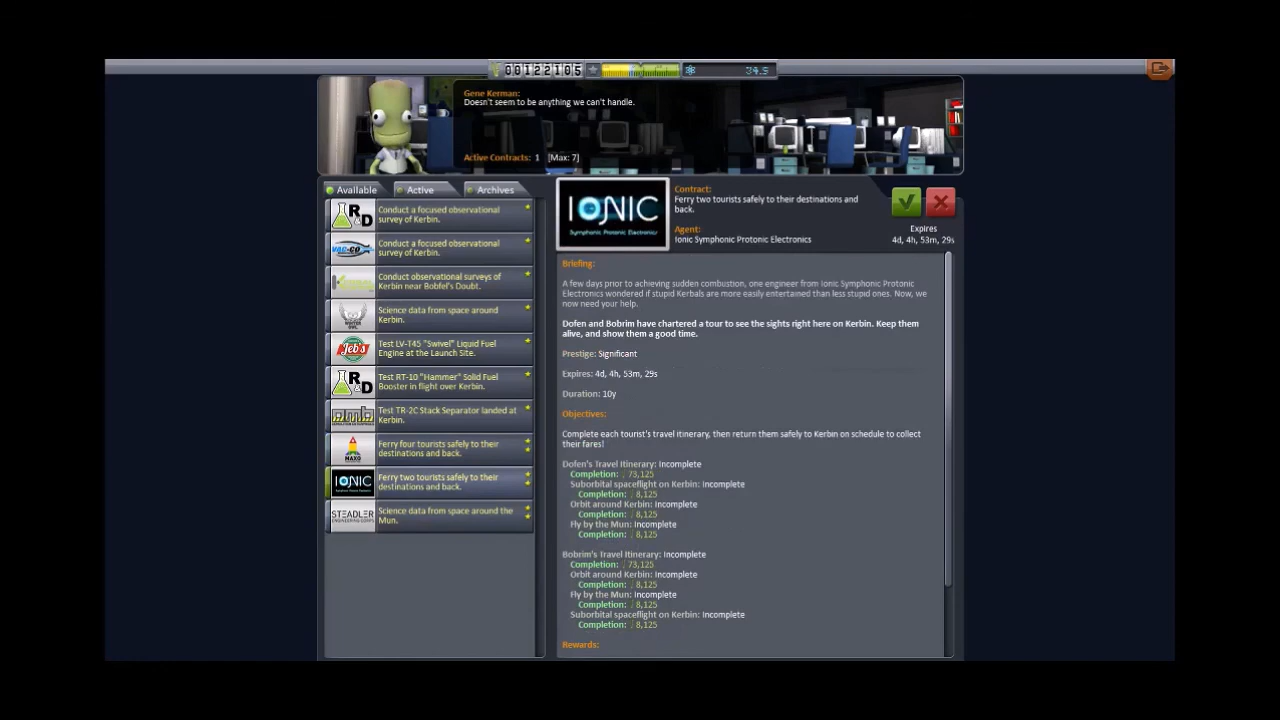 00122105
34.5
Gene Kerman:
Doesn't seem to be anything we can't handle.
Active Contracts: 1 [Max: 7]
Available
Active
Archives
Conduct a focused observational
survey of Kerbin.
Conduct a focused observational
survey of Kerbin.
Conduct observational surveys of
Kerbin near Bobfel's Doubt.
Science data from space around
Kerbin.
Test LV-T45 "Swivel" Liquid Fuel
Engine at the Launch Site.
Test RT-10 "Hammer" Solid Fuel
Booster in flight over Kerbin.
Test TR-2C Stack Separator landed at
Kerbin.
Ferry four tourists safely to their
destinations and back.
Ferry two tourists safely to their
destinations and back.
Science data from space around the
Mun.
R&D
VAC-CO
WINTER
OWL
Jeb's
R&D
MAXO
IONIC
STEADLER
ENGINEERING CORPS
IONIC
Symphonic Protonic Electronics
Contract:
Ferry two tourists safely to their destinations and
back.
Agent:
Ionic Symphonic Protonic Electronics
Expires
4d, 4h, 53m, 29s
Briefing:
A few days prior to achieving sudden combustion, one engineer from Ionic Symphonic Protonic
Electronics wondered if stupid Kerbals are more easily entertained than less stupid ones. Now, we
now need your help.
Dofen and Bobrim have chartered a tour to see the sights right here on Kerbin. Keep them
alive, and show them a good time.
Prestige: Significant
Expires: 4d, 4h, 53m, 29s
Duration: 10y
Objectives:
Complete each tourist's travel itinerary, then return them safely to Kerbin on schedule to collect
their fares!
Dofen's Travel Itinerary: Incomplete
Completion: 73,125
Suborbital spaceflight on Kerbin: Incomplete
Completion: 8,125
Orbit around Kerbin: Incomplete
Completion: 8,125
Fly by the Mun: Incomplete
Completion: 8,125
Bobrim's Travel Itinerary: Incomplete
Completion: 73,125
Orbit around Kerbin: Incomplete
Completion: 8,125
Fly by the Mun: Incomplete
Completion: 8,125
Suborbital spaceflight on Kerbin: Incomplete
Completion: 8,125
Rewards: